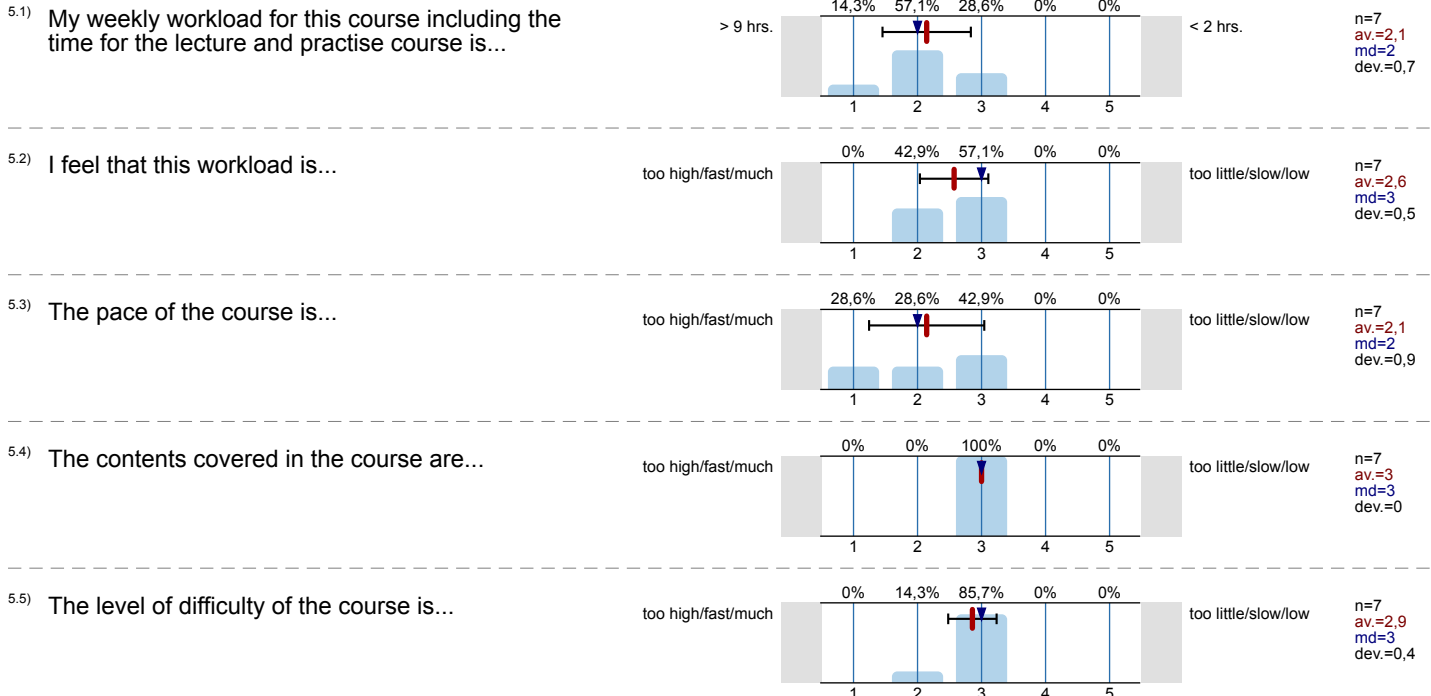 5.1) My weekly workload for this course including the
time for the lecture and practise course is...
14,3% 57,1% 28,6% 0% 0%
> 9 hrs. < 2 hrs.
1 2 3 4 5
n=7
av.=2,1
md=2
dev.=0,7
5.2) I feel that this workload is...
0% 42,9% 57,1% 0% 0%
too high/fast/much too little/slow/low
1 2 3 4 5
n=7
av.=2,6
md=3
dev.=0,5
5.3) The pace of the course is...
28,6% 28,6% 42,9% 0% 0%
too high/fast/much too little/slow/low
1 2 3 4 5
n=7
av.=2,1
md=2
dev.=0,9
5.4) The contents covered in the course are...
0% 0% 100% 0% 0%
too high/fast/much too little/slow/low
1 2 3 4 5
n=7
av.=3
md=3
dev.=0
5.5) The level of difficulty of the course is...
0% 14,3% 85,7% 0% 0%
too high/fast/much too little/slow/low
1 2 3 4 5
n=7
av.=2,9
md=3
dev.=0,4